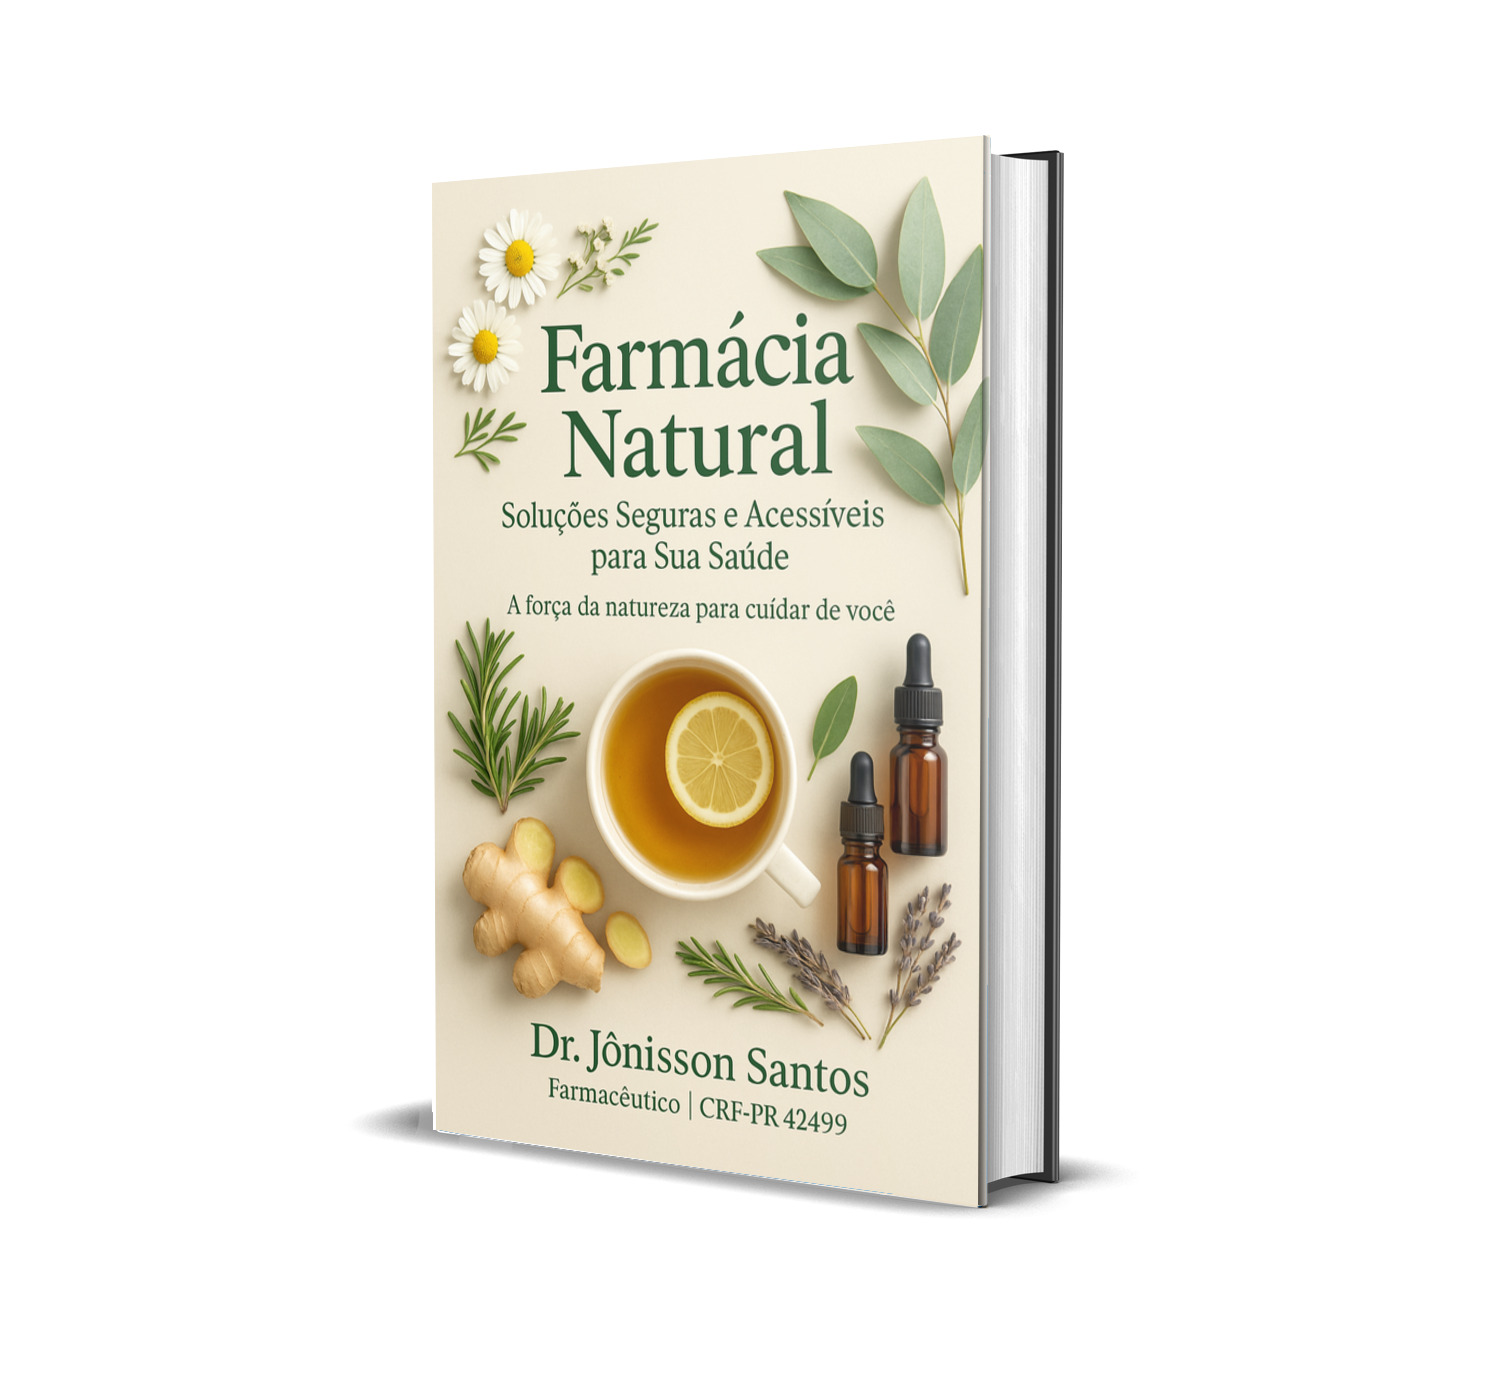 Farmácia
Natural
Soluções Seguras e Acessíveis
para Sua Saúde
A força da natureza para cuídar de você
Dr. Jônisson Santos
Farmacêutico | CRF-PR 42499